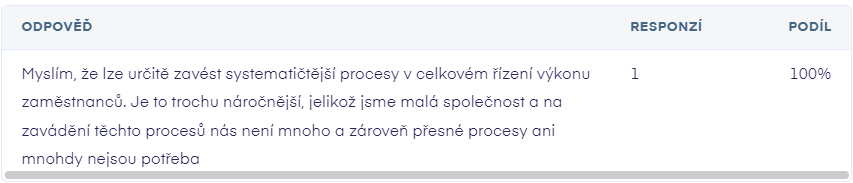 ODPOVĚĎ RESPONZÍ PODÍL
Myslím, že lze určitě zavést systematičtější procesy v celkovém řízení výkonu 1 100%
zaměstnanců. Je to trochu náročnější, jelikož jsme malá společnost a na
zavádění těchto procesů nás není mnoho a zároveň přesné procesy ani
mnohdy nejsou potřeba